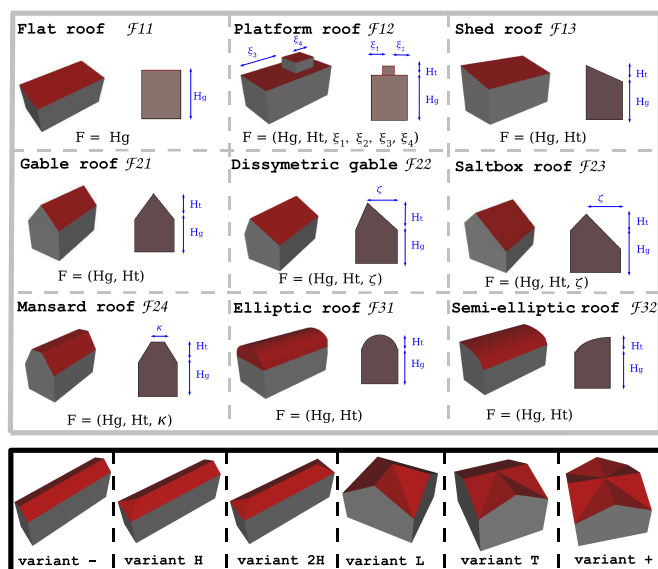 Flat roof F11
Hg
F = Hg
Platform roof F12
ξ3
ξ4
ξ1
ξ2
Ht
Hg
F = (Hg, Ht, ξ1, ξ2, ξ3, ξ4)
Shed roof F13
Ht
Hg
F = (Hg, Ht)
Gable roof F21
Ht
Hg
F = (Hg, Ht)
Dissymetric gable F22
ζ
Ht
Hg
F = (Hg, Ht, ζ)
Saltbox roof F23
ζ
Ht
Hg
F = (Hg, Ht, ζ)
Mansard roof F24
κ
Ht
Hg
F = (Hg, Ht, κ)
Elliptic roof F31
Ht
Hg
F = (Hg, Ht)
Semi-elliptic roof F32
Ht
Hg
F = (Hg, Ht)
variant -
variant H
variant 2H
variant L
variant T
variant +